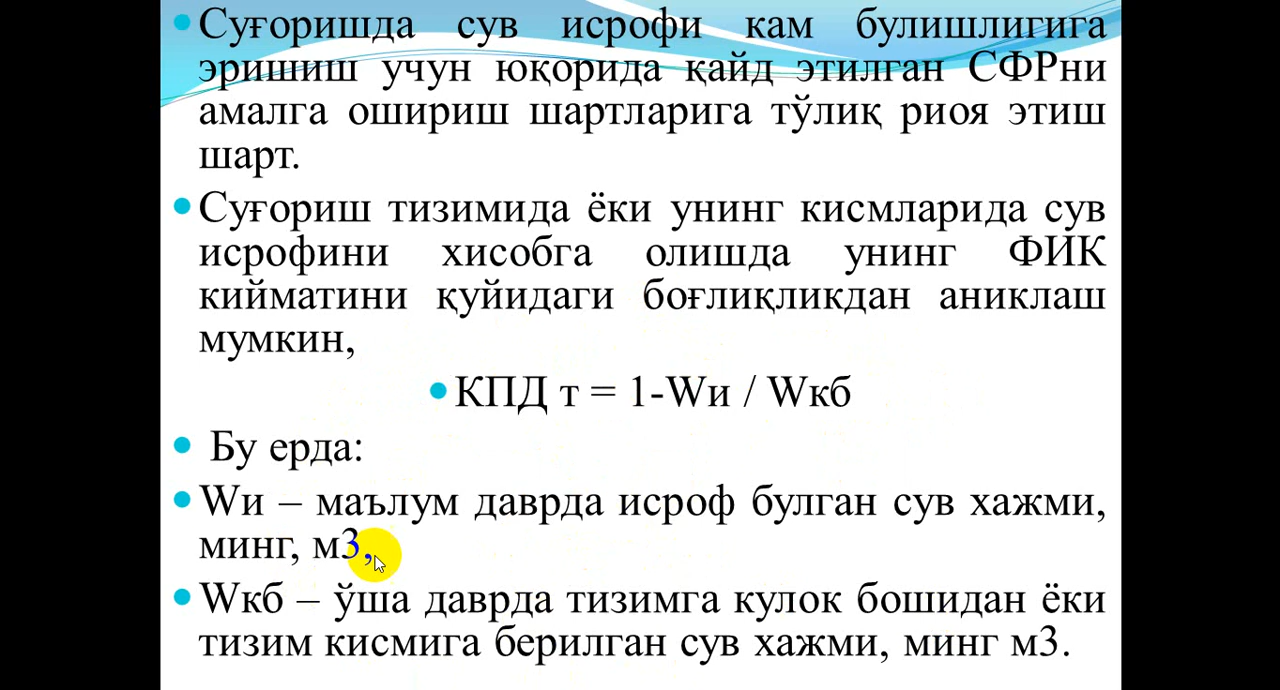 • Суғоришда сув исрофи кам булишлигига
эришиш учун юқорида қайд этилган СФРни
амалга ошириш шартларига тўлиқ риоя этиш
шарт.
• Суғориш тизимида ёки унинг кисмларида сув
исрофини хисобга олишда унинг ФИК
кийматини қуйидаги боғлиқликдан аниклаш
мумкин,
• КПД т = 1-Wи / Wкб
• Бу ерда:
• Wи – маълум даврда исроф булган сув хажми,
минг, м3,
• Wкб – ўша даврда тизимга кулок бошидан ёки
тизим кисмига берилган сув хажми, минг м3.